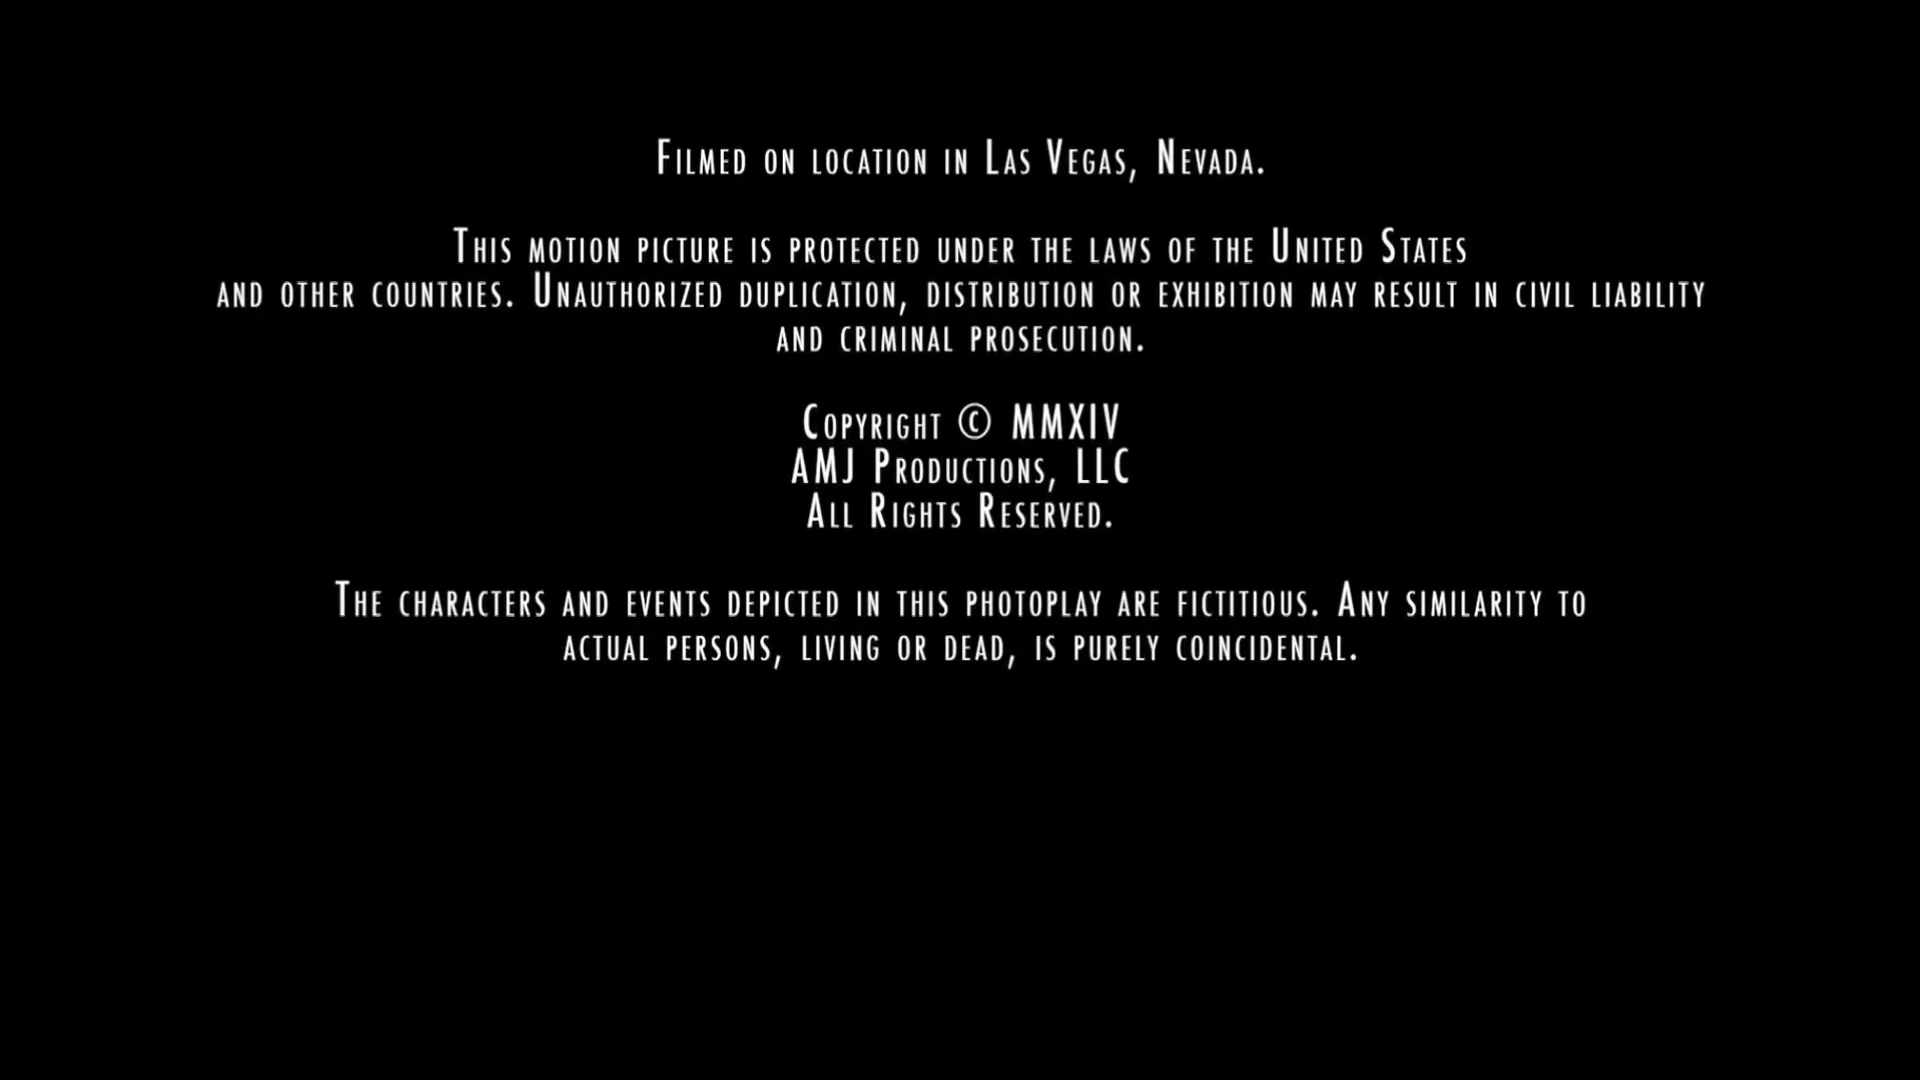 Filmed on location in Las Vegas, Nevada.
This motion picture is protected under the laws of the United States
and other countries. Unauthorized duplication, distribution or exhibition may result in civil liability
and criminal prosecution.
Copyright © MMXIV
AMJ Productions, LLC
All Rights Reserved.
The characters and events depicted in this photoplay are fictitious. Any similarity to
actual persons, living or dead, is purely coincidental.